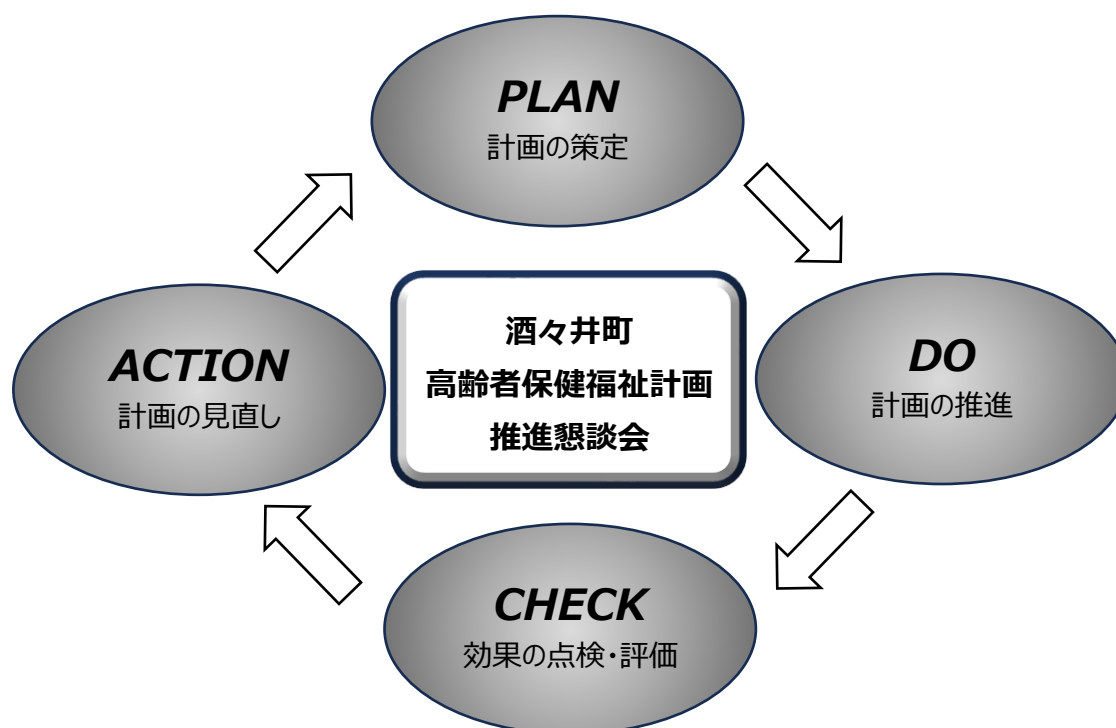 PLAN
計画の策定
ACTION
計画の見直し
酒々井町
高齢者保健福祉計画
推進懇談会
DO
計画の推進
CHECK
効果の点検・評価